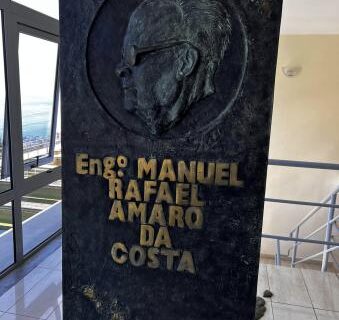 Engº MANUEL
RAFAEL
AMARO
DA
COSTA